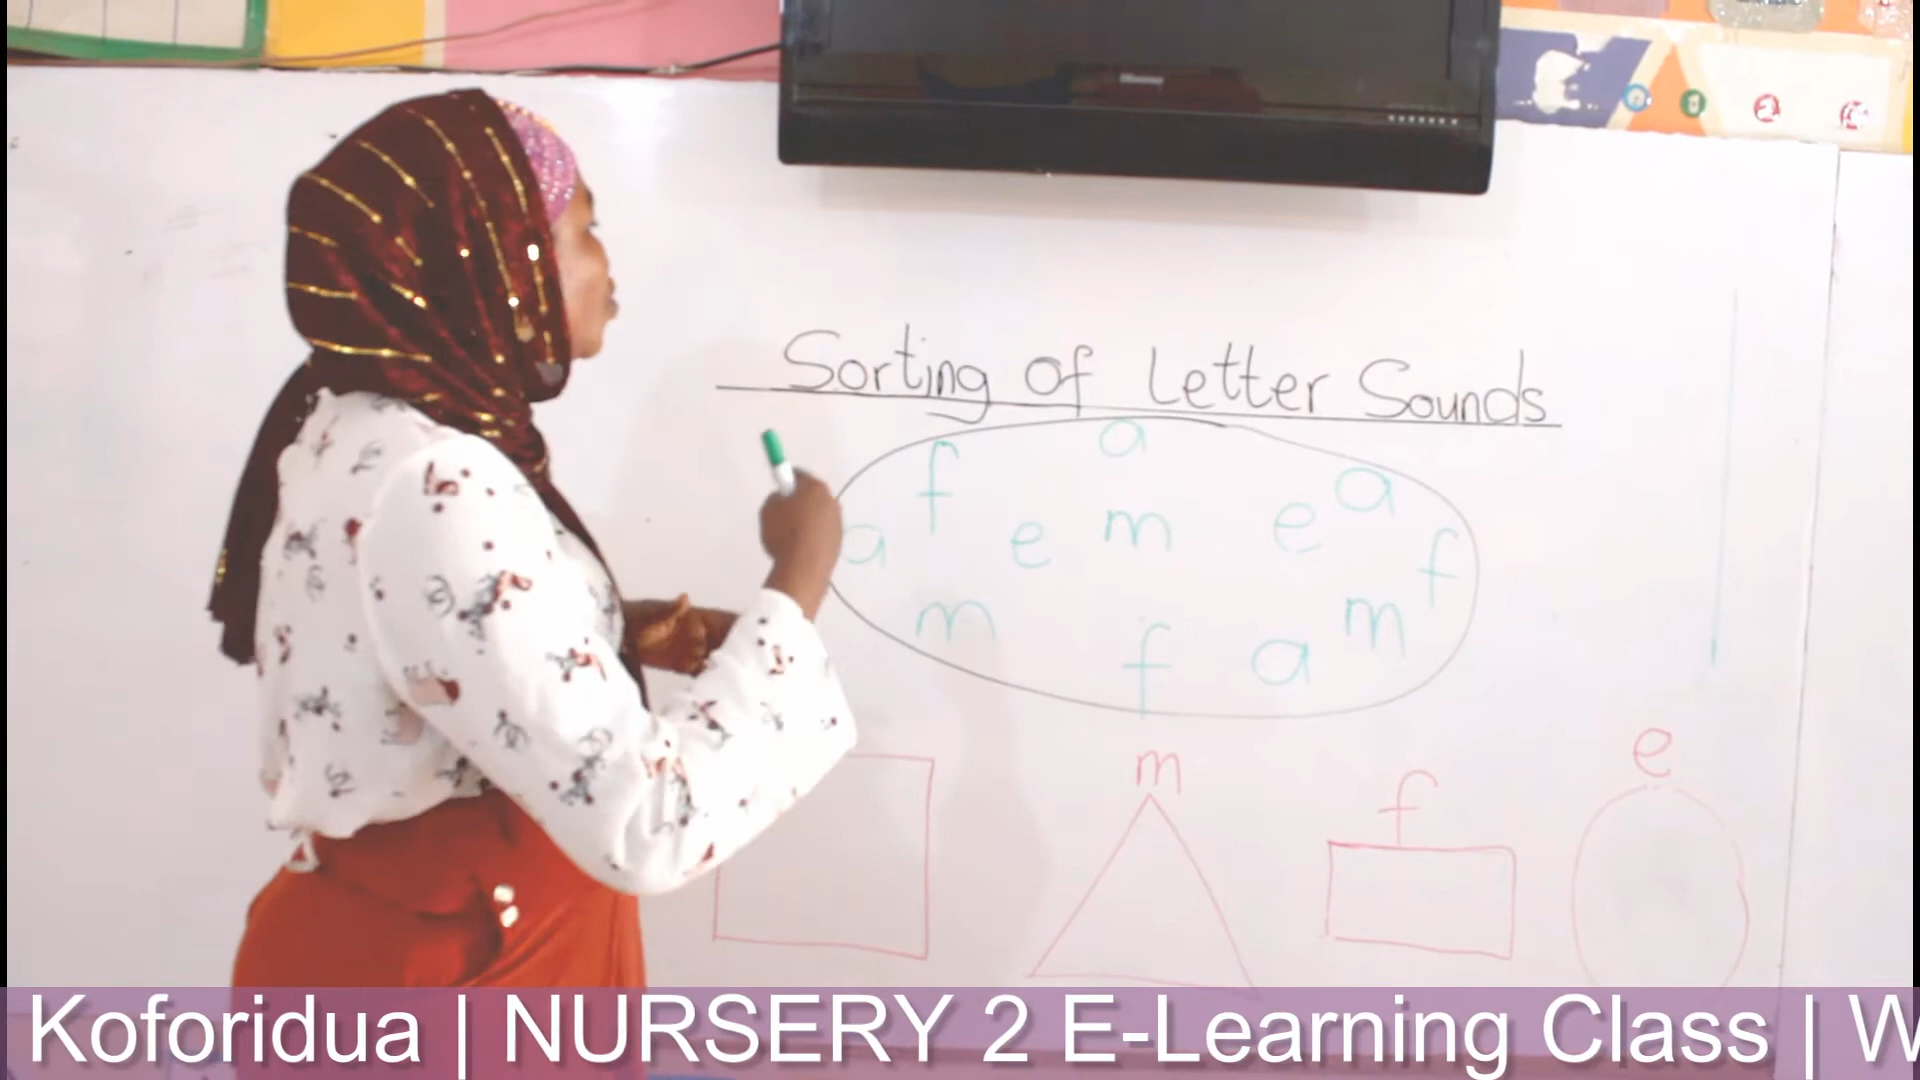 Sorting of Letter Sounds
a
f a
a e m e f
m f a m
m f e
Koforidua | NURSERY 2 E-Learning Class | W